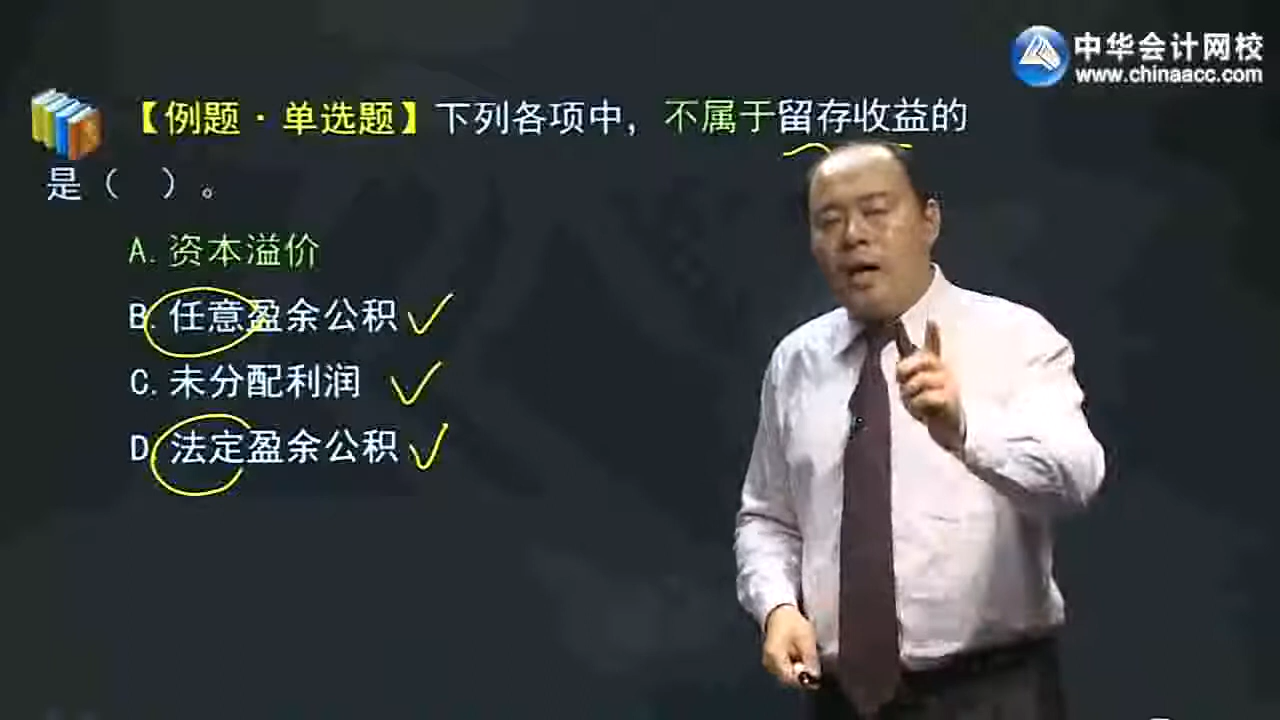 中华会计网校
www.chinaacc.com
【例题·单选题】下列各项中，不属于留存收益的
是（ ）。
A.资本溢价
B.任意盈余公积
C.未分配利润
D.法定盈余公积